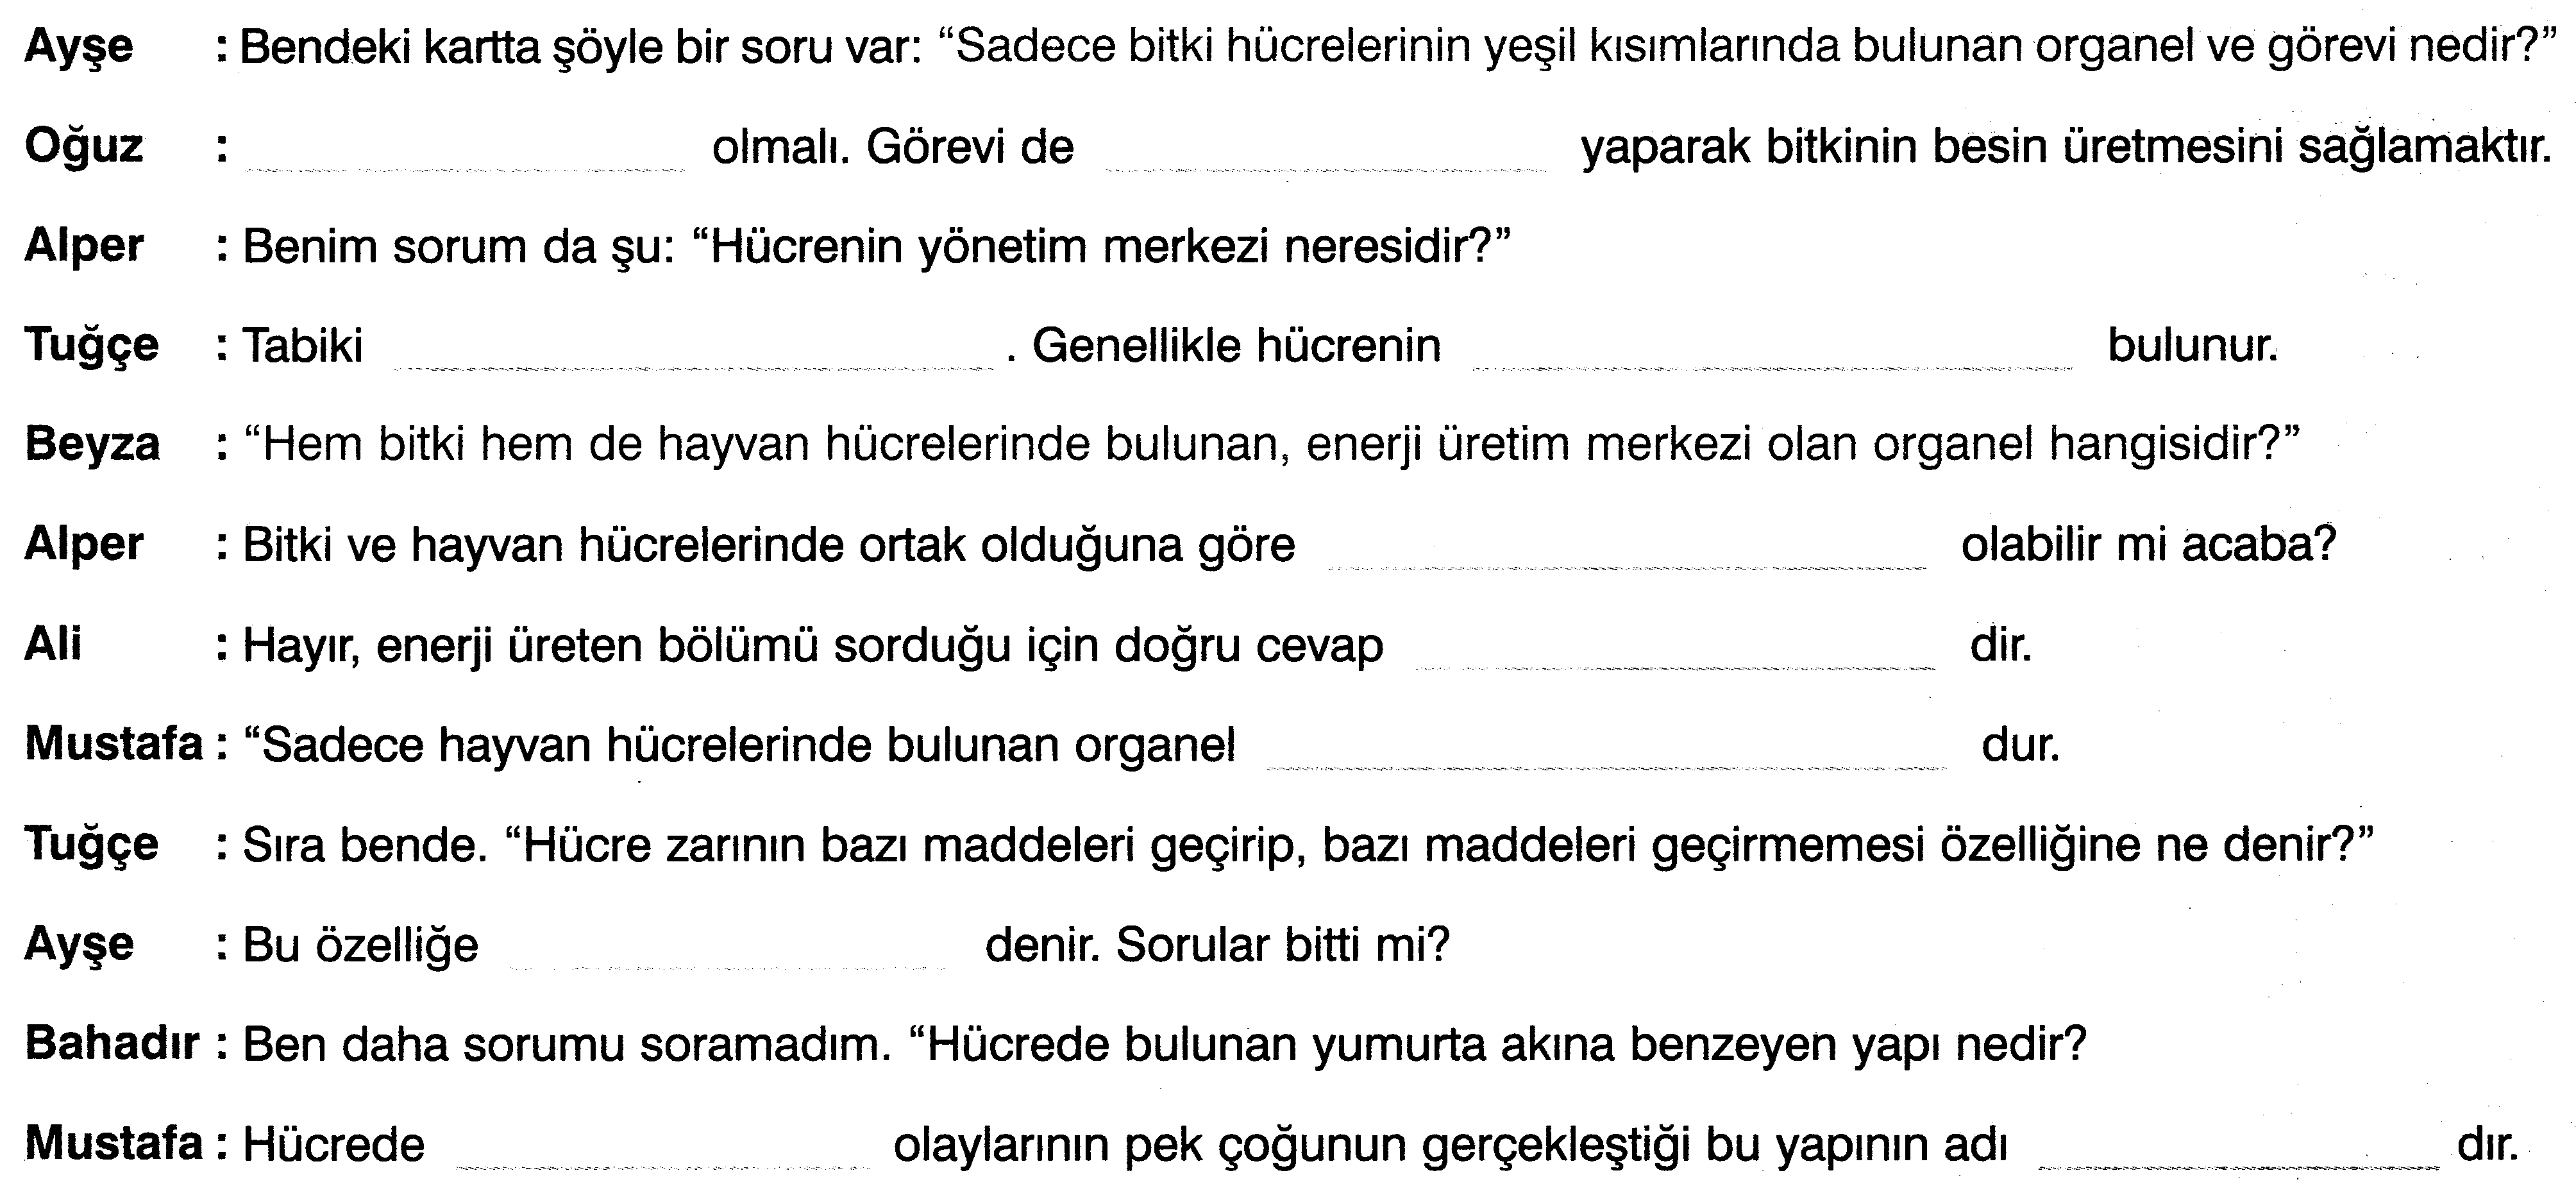 Ayşe : Bendeki kartta şöyle bir soru var: “Sadece bitki hücrelerinin yeşil kısımlarında bulunan organel ve görevi nedir?”
Oğuz : olmalı. Görevi de yaparak bitkinin besin üretmesini sağlamaktır.
Alper : Benim sorum da şu: “Hücrenin yönetim merkezi neresidir?”
Tuğçe : Tabiki . Genellikle hücrenin bulunur.
Beyza : “Hem bitki hem de hayvan hücrelerinde bulunan, enerji üretim merkezi olan organel hangisidir?”
Alper : Bitki ve hayvan hücrelerinde ortak olduğuna göre olabilir mi acaba?
Ali : Hayır, enerji üreten bölümü sorduğu için doğru cevap dir.
Mustafa : “Sadece hayvan hücrelerinde bulunan organel dur.
Tuğçe : Sıra bende. “Hücre zarının bazı maddeleri geçirip, bazı maddeleri geçirmemesi özelliğine ne denir?”
Ayşe : Bu özelliğe denir. Sorular bitti mi?
Bahadır : Ben daha sorumu soramadım. “Hücrede bulunan yumurta akına benzeyen yapı nedir?
Mustafa : Hücrede olaylarının pek çoğunun gerçekleştiği bu yapının adı dır.